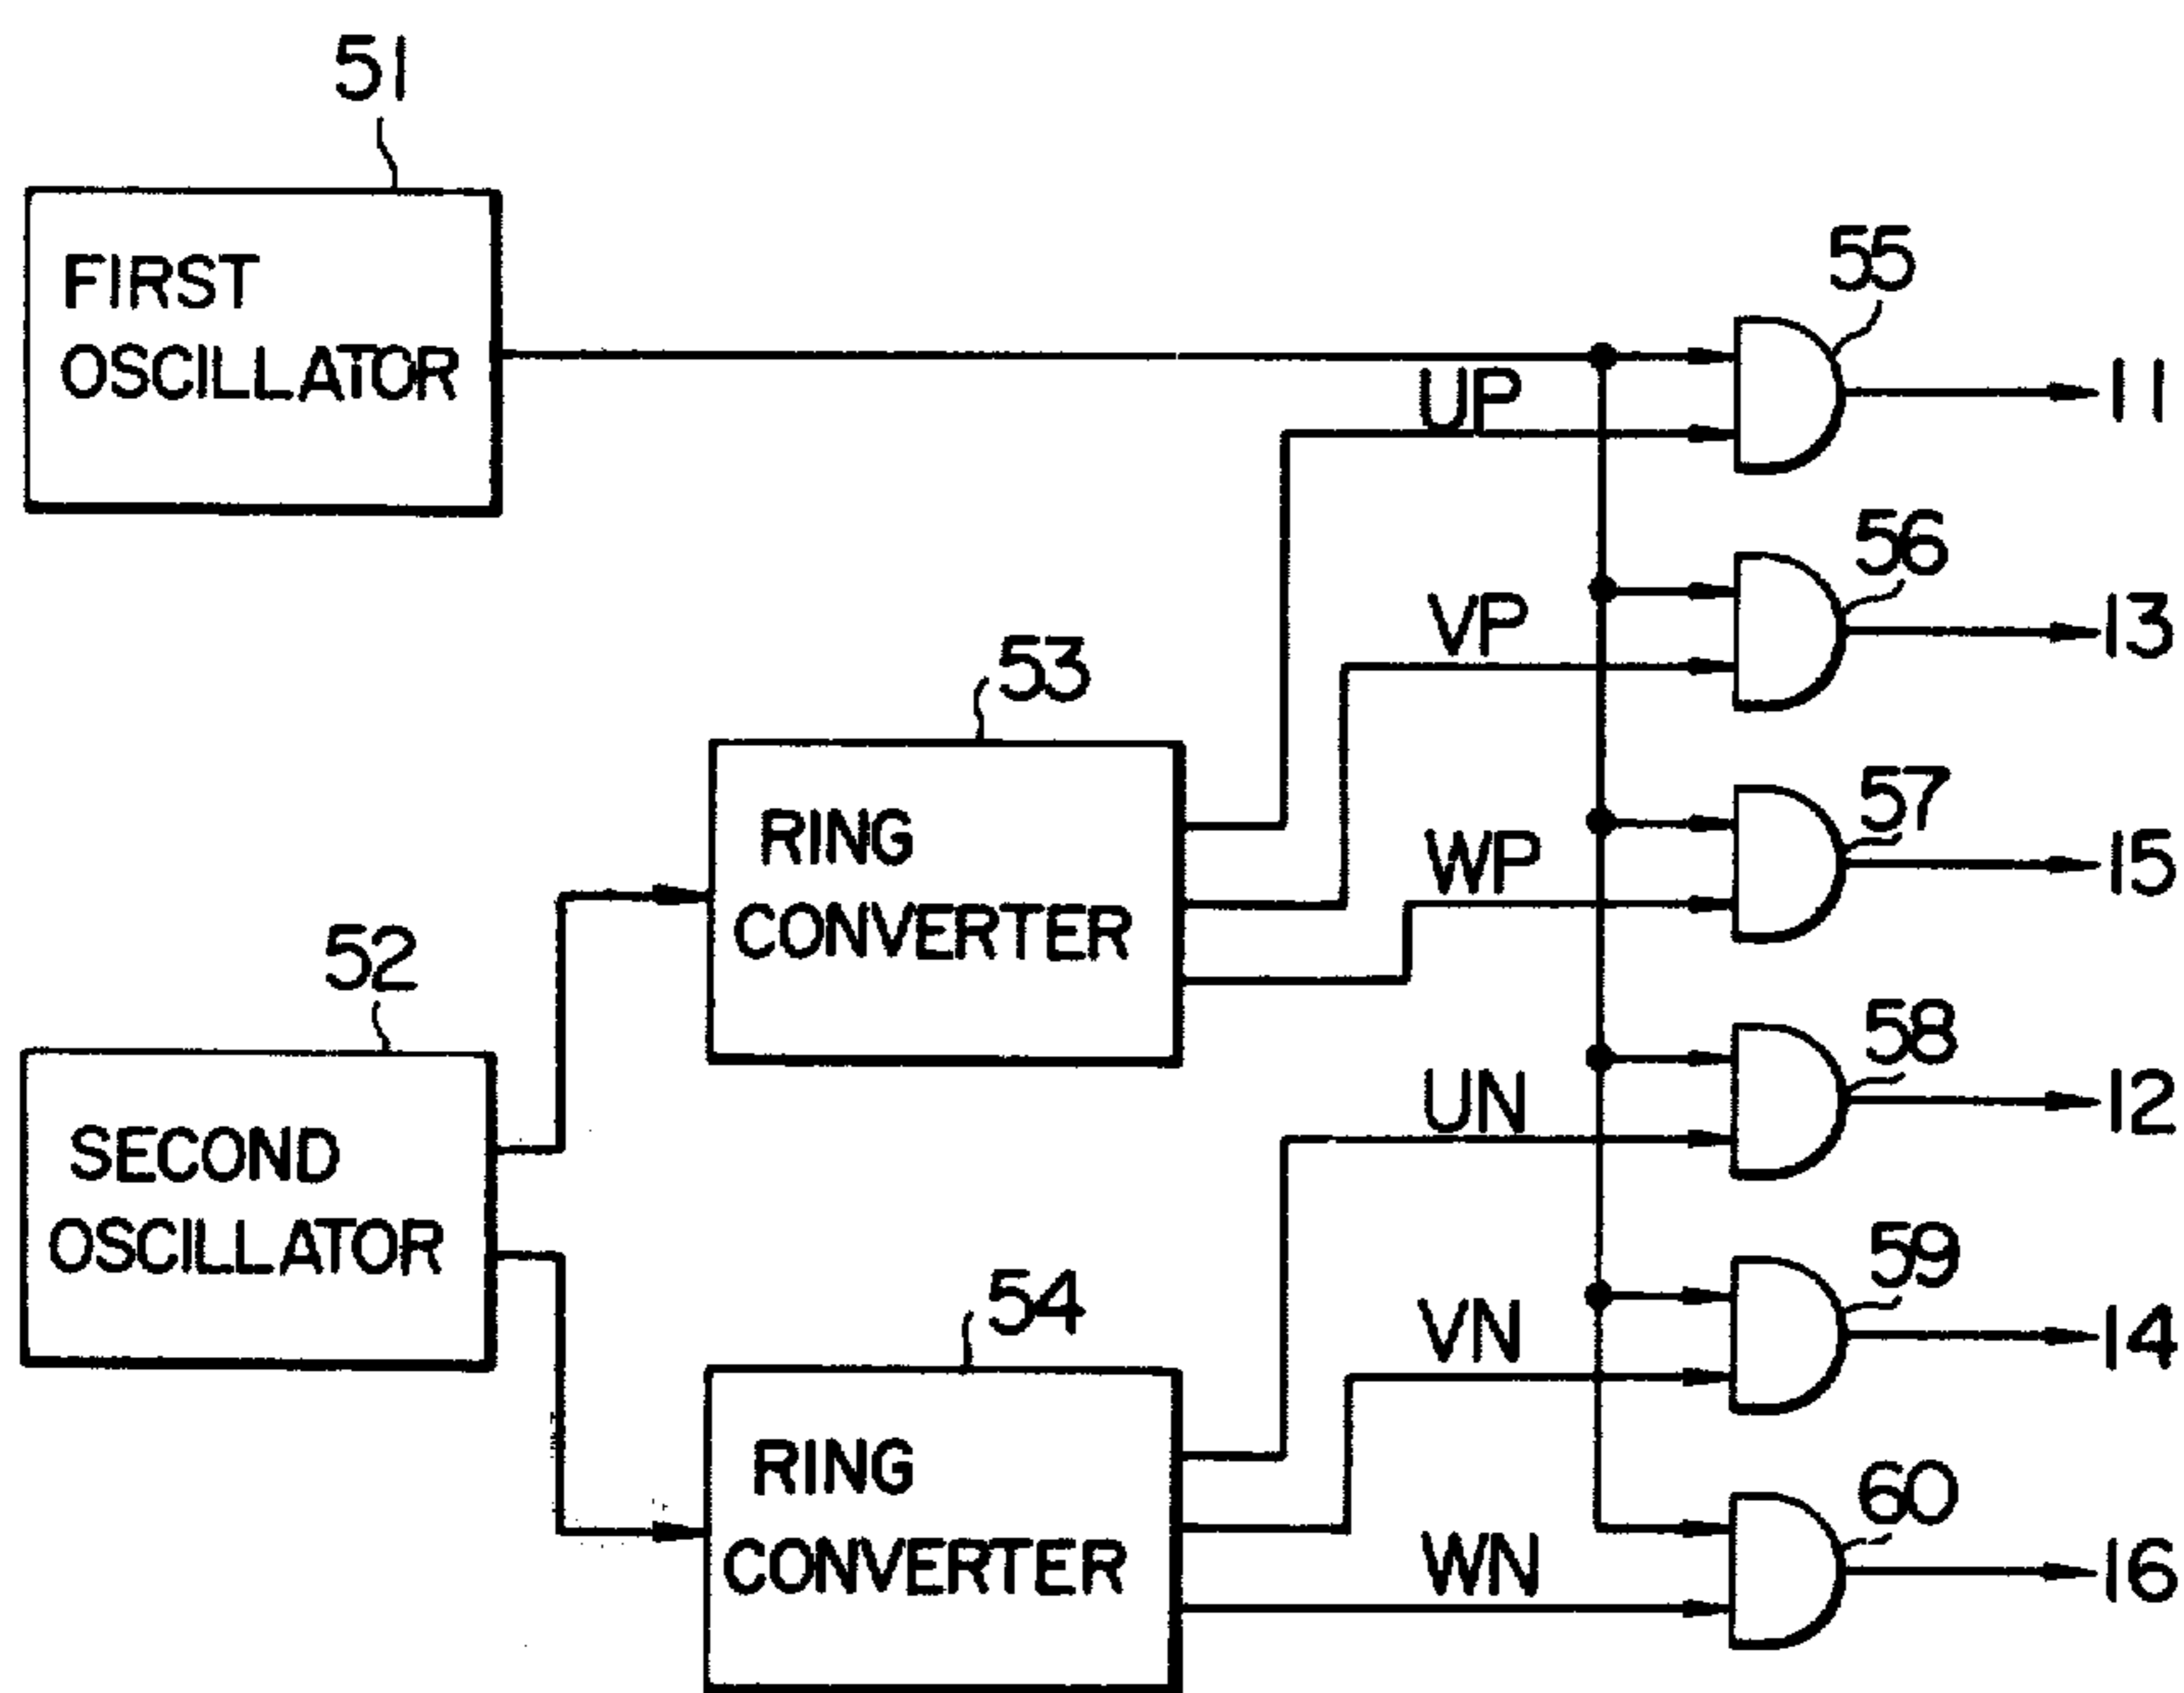 51
FIRST
OSCILLATOR
55
UP
11
56
VP
13
53
57
RING
CONVERTER
WP
15
52
58
SECOND
OSCILLATOR
UN
12
54
59
VN
14
RING
CONVERTER
60
WN
16